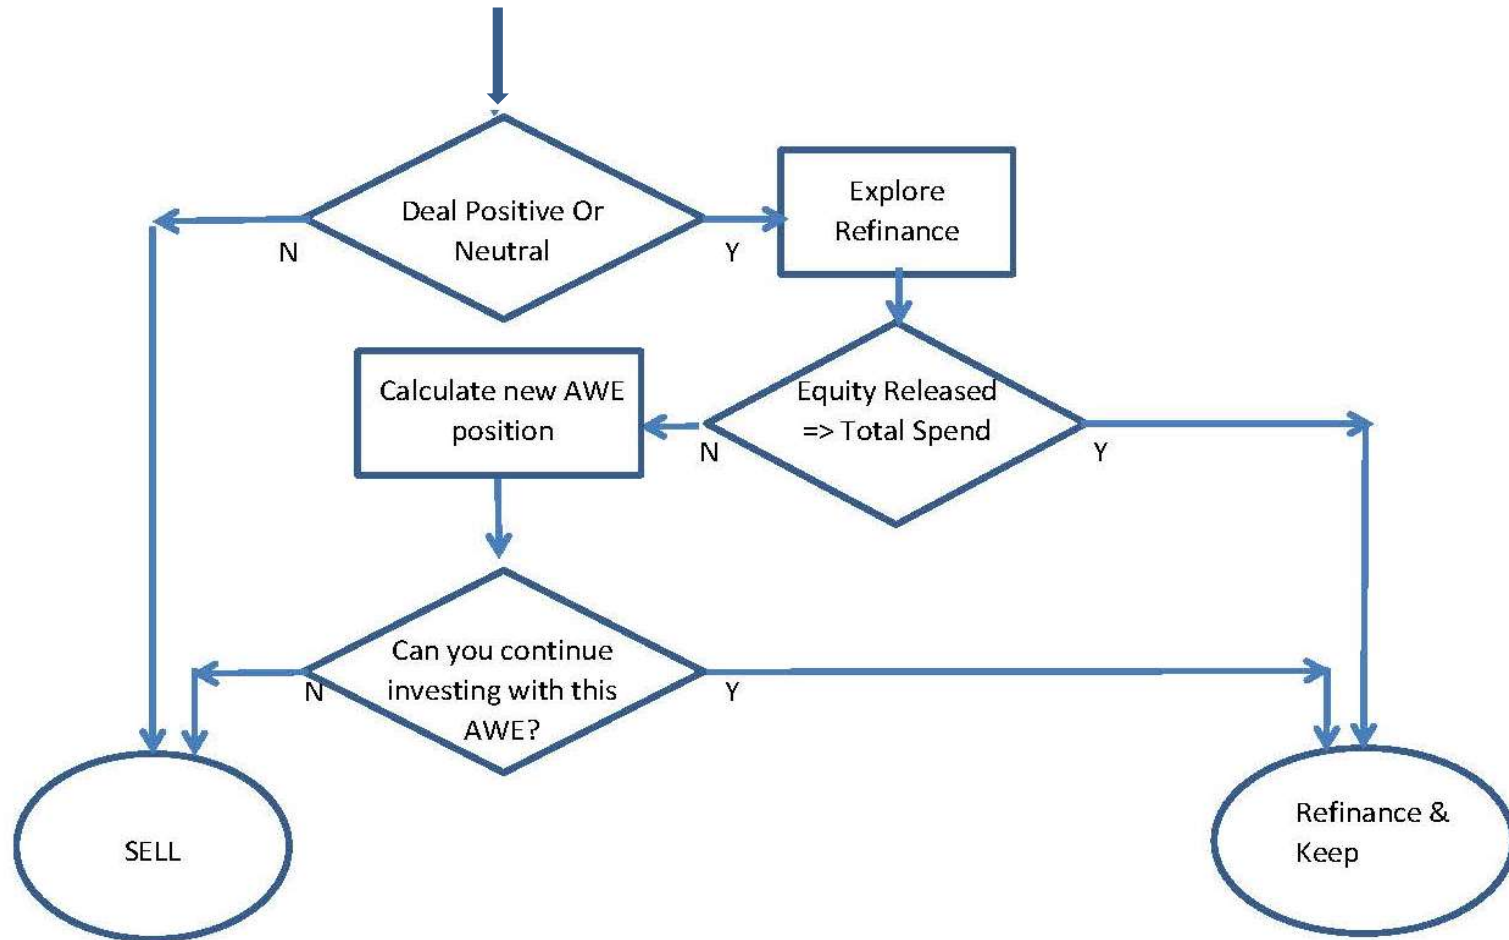 Deal Positive Or
Neutral
N
Y
Explore
Refinance
Calculate new AWE
position
Equity Released
=> Total Spend
N
Y
Can you continue
investing with this
AWE?
N
Y
SELL
Refinance &
Keep